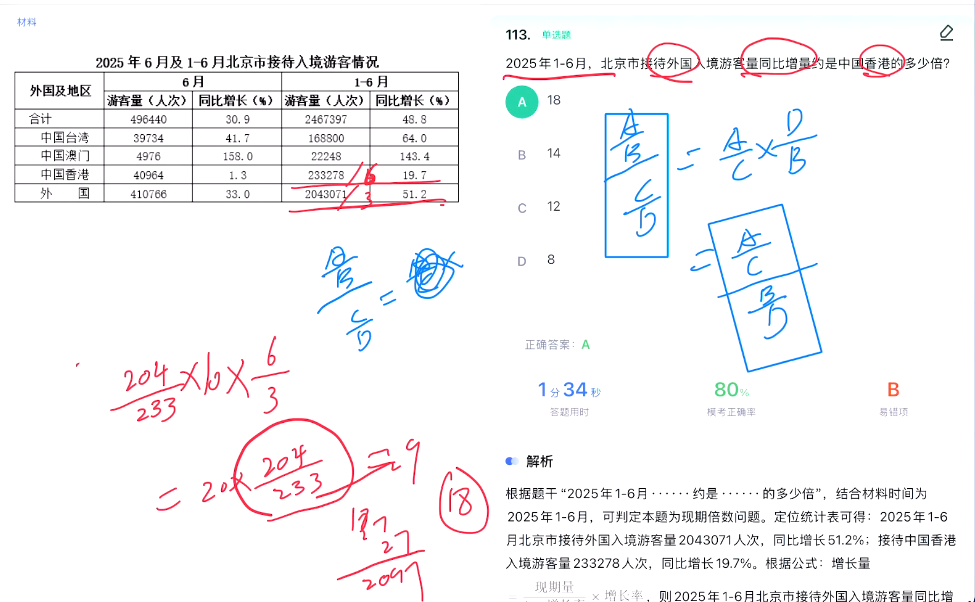 材料
2025 年 6 月及 1-6 月北京市接待入境游客情况
外国及地区 6 月 1-6 月
游客量（人次） 同比增长（%） 游客量（人次） 同比增长（%）
合计 496440 30.9 2467397 48.8
中国台湾 39734 41.7 168800 64.0
中国澳门 4976 158.0 22248 143.4
中国香港 40964 1.3 233278 19.7
外 国 410766 33.0 2043071 51.2
6
3
A/B / C/D =
204/233 × 10 × 6/3
= 20× 204/233 = 9
18
187
27
2097
113. 单选题
2025年1-6月，北京市接待外国入境游客量同比增量约是中国香港的多少倍？
A 18
B 14
C 12
D 8
A/B / C/D = A/C × D/B
= A/C / B/D
正确答案：A
1分34秒
答题用时
80%
模考正确率
B
易错项
解析
根据题干“2025年1-6月······约是······的多少倍”，结合材料时间为
2025年1-6月，可判定本题为现期倍数问题。定位统计表可得：2025年1-6
月北京市接待外国入境游客量2043071人次，同比增长51.2%；接待中国香港
入境游客量233278人次，同比增长19.7%。根据公式：增长量
= 现期量 × 增长率，则2025年1-6月北京市接待外国入境游客量同比增